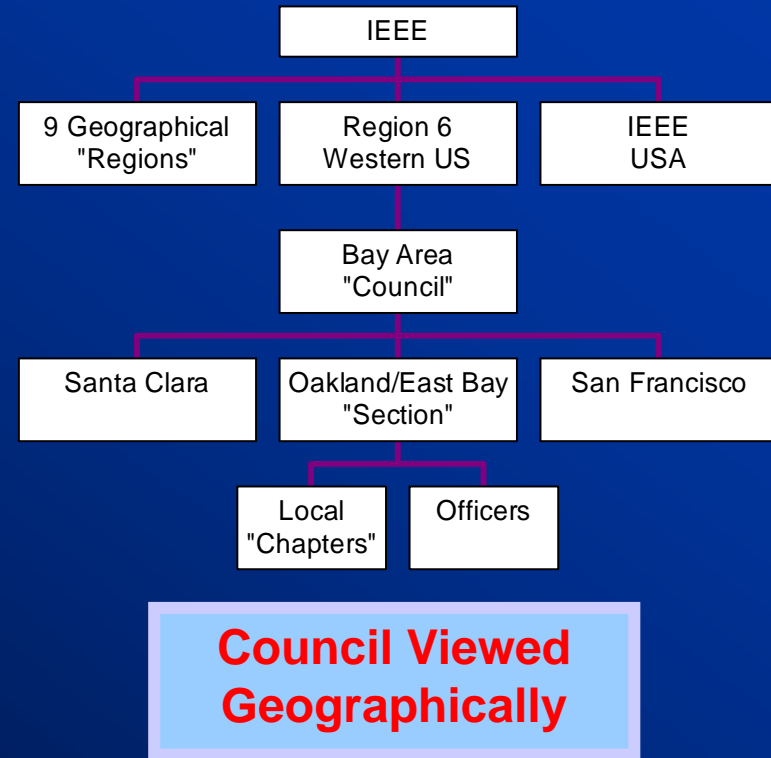 IEEE
9 Geographical
"Regions"
Region 6
Western US
IEEE
USA
Bay Area
"Council"
Santa Clara
Oakland/East Bay
"Section"
San Francisco
Local
"Chapters"
Officers
Council Viewed
Geographically